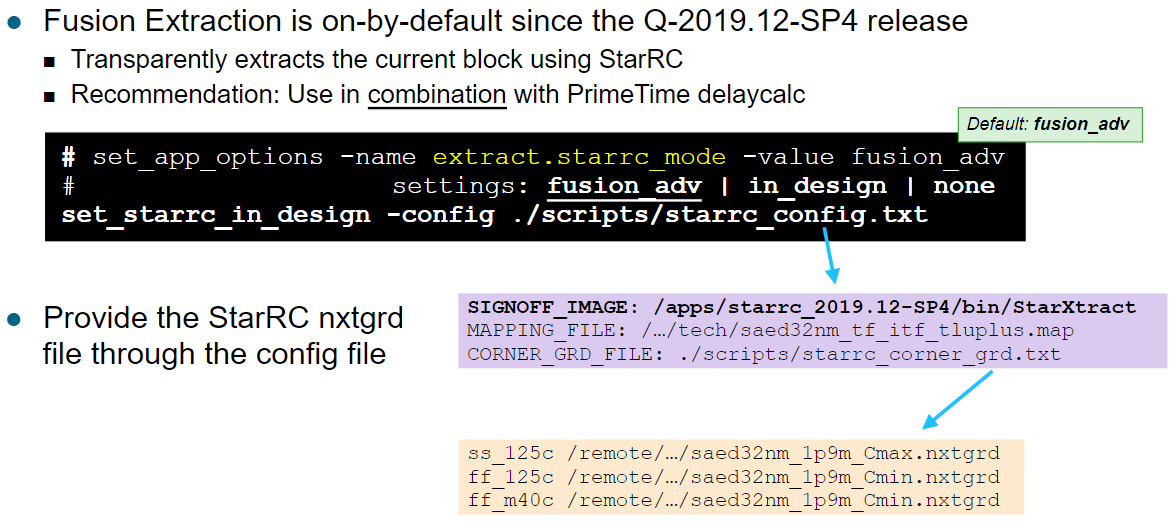 Fusion Extraction is on-by-default since the Q-2019.12-SP4 release
Transparently extracts the current block using StarRC
Recommendation: Use in combination with PrimeTime delaycalc
Default: fusion_adv
# set_app_options -name extract.starrc_mode -value fusion_adv
# settings: fusion_adv | in_design | none
set_starrc_in_design -config ./scripts/starrc_config.txt
Provide the StarRC nxtgrd
file through the config file
SIGNOFF_IMAGE: /apps/starrc_2019.12-SP4/bin/StarXtract
MAPPING_FILE: /…/tech/saed32nm_tf_itf_tluplus.map
CORNER_GRD_FILE: ./scripts/starrc_corner_grd.txt
ss_125c /remote/…/saed32nm_1p9m_Cmax.nxtgrd
ff_125c /remote/…/saed32nm_1p9m_Cmin.nxtgrd
ff_m40c /remote/…/saed32nm_1p9m_Cmin.nxtgrd